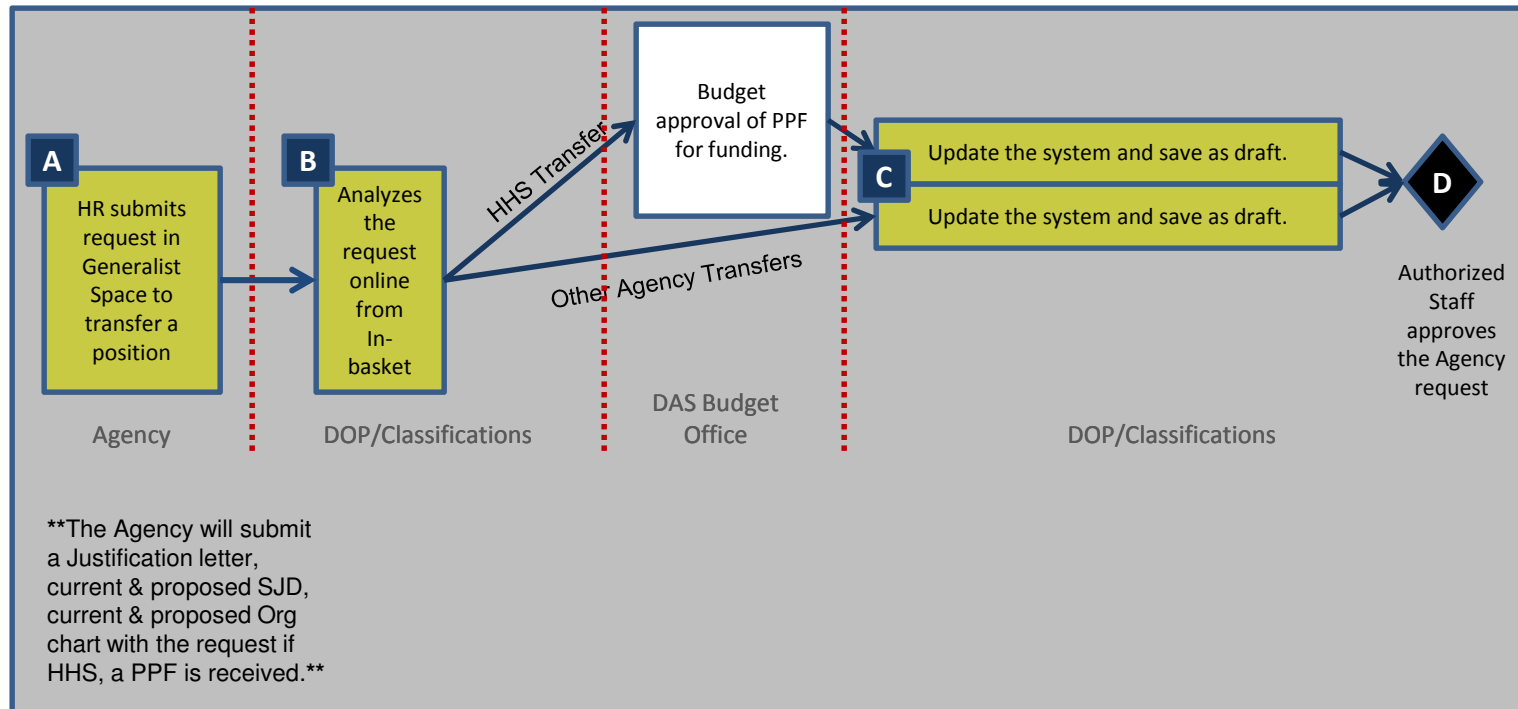 A
HR submits
request in
Generalist
Space to
transfer a
position
Agency
B
Analyzes
the
request
online
from
In-
basket
DOP/Classifications
HHS Transfer
Other Agency Transfers
Budget
approval of PPF
for funding.
DAS Budget
Office
C
Update the system and save as draft.
Update the system and save as draft.
DOP/Classifications
D
Authorized
Staff
approves
the Agency
request
**The Agency will submit
a Justification letter,
current & proposed SJD,
current & proposed Org
chart with the request if
HHS, a PPF is received.**